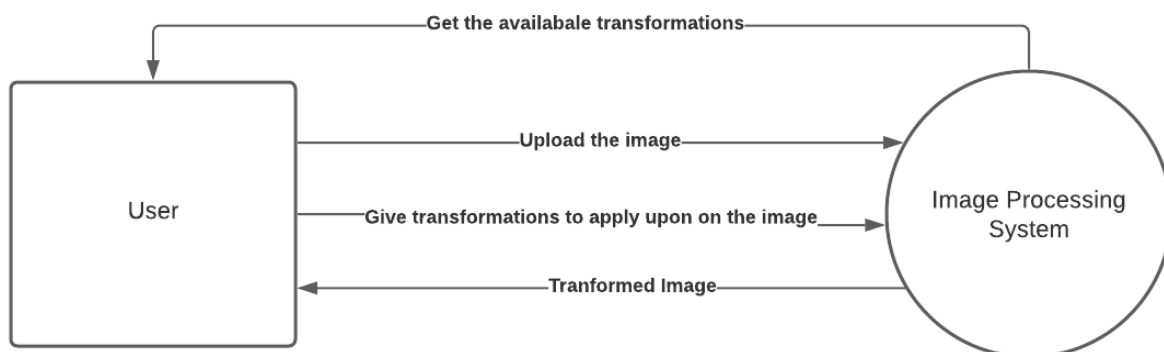 Get the availabale transformations
Upload the image
User
Give transformations to apply upon on the image
Image Processing
System
Tranformed Image